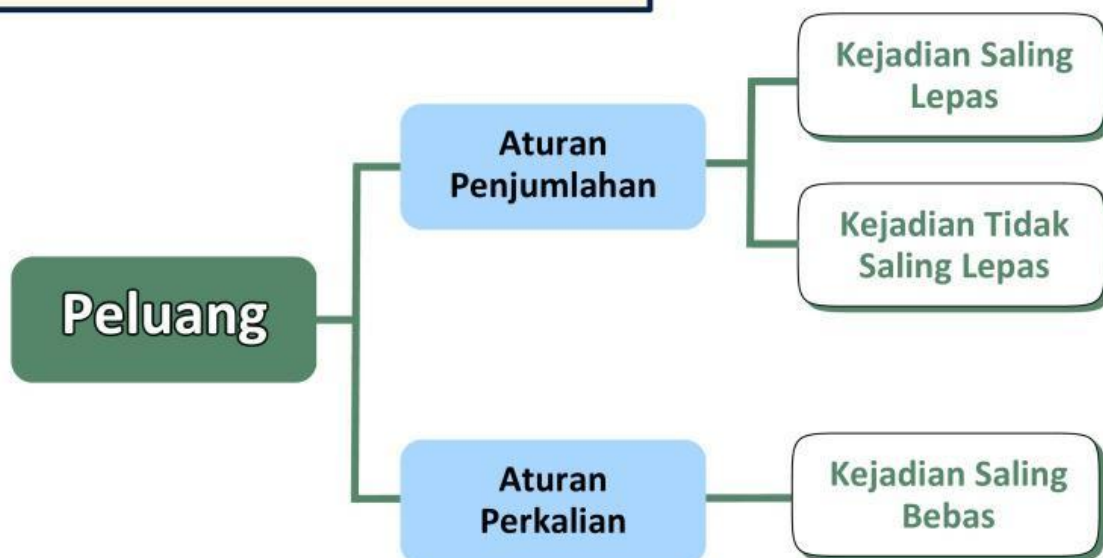 Peluang
Aturan
Penjumlahan
Kejadian Saling
Lepas
Kejadian Tidak
Saling Lepas
Aturan
Perkalian
Kejadian Saling
Bebas